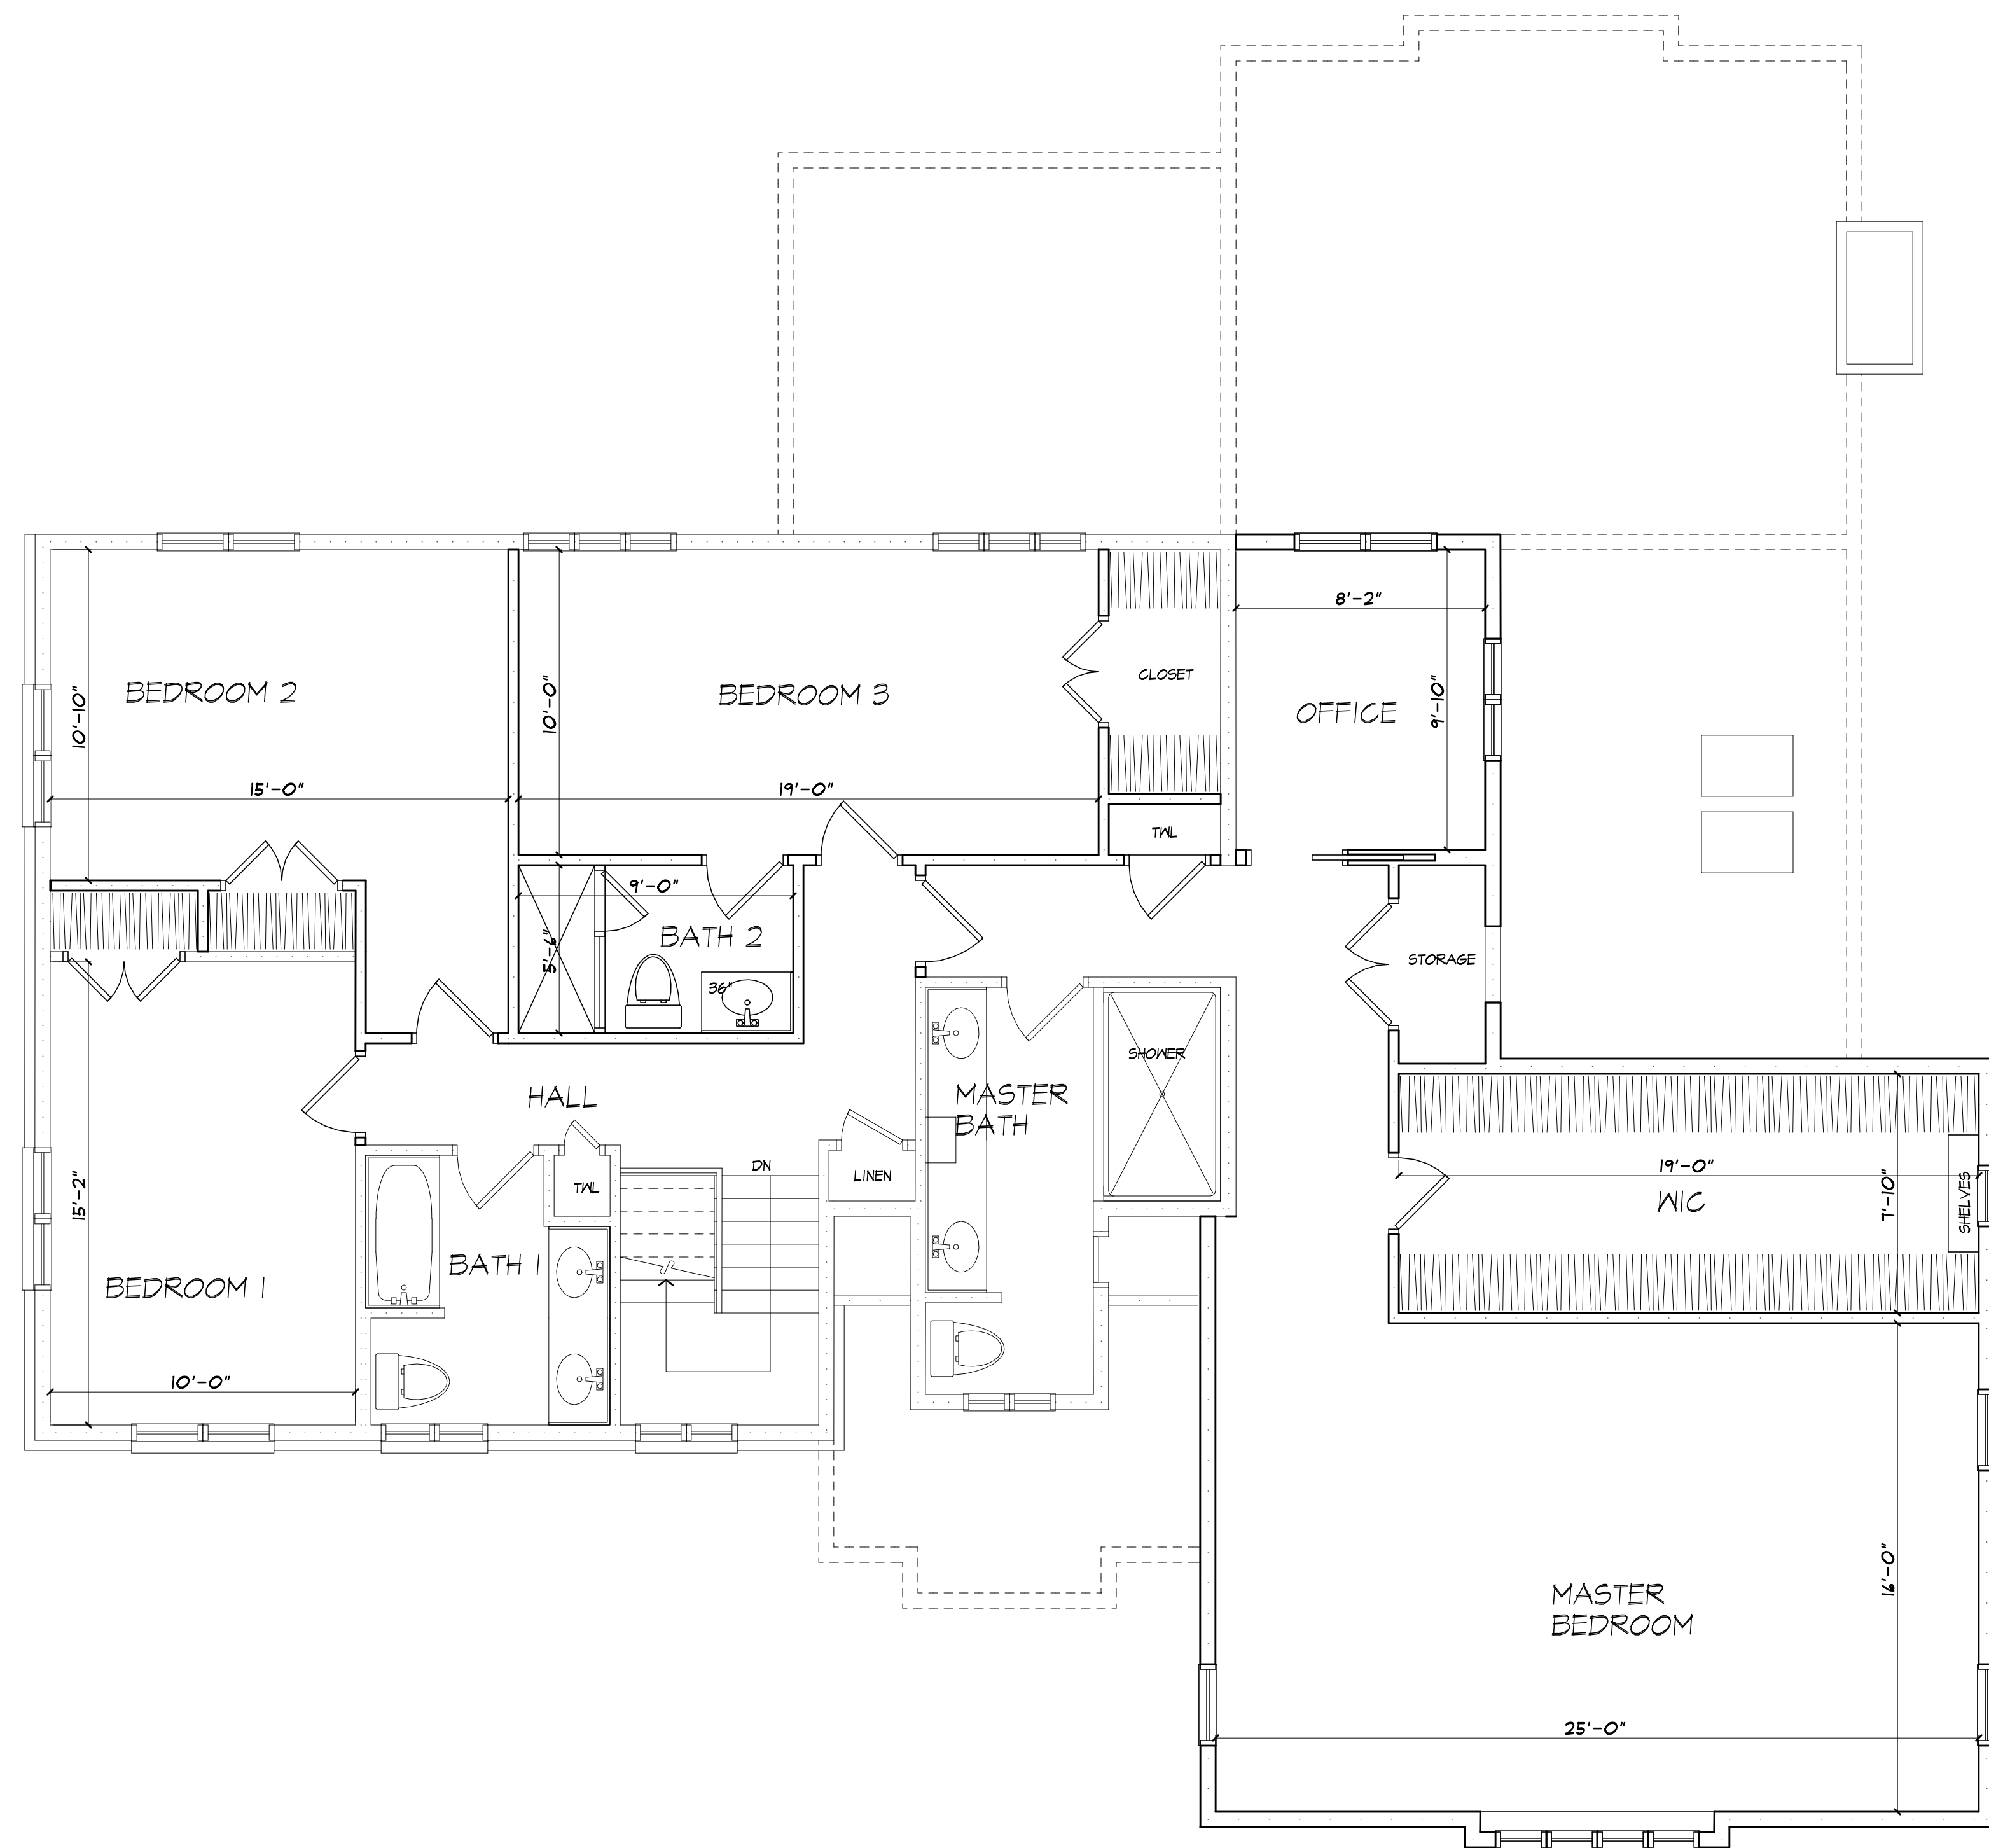 8'-2"
BEDROOM 2
10'-10"
BEDROOM 3
10'-0"
CLOSET
OFFICE
9'-10"
15'-0"
19'-0"
TWL
9'-0"
BATH 2
5'-6"
36"
STORAGE
HALL
MASTER
BATH
SHOWER
DN
LINEN
TWL
19'-0"
WIC
7'-10"
SHELVES
15'-2"
BATH 1
BEDROOM 1
10'-0"
16'-0"
MASTER
BEDROOM
25'-0"